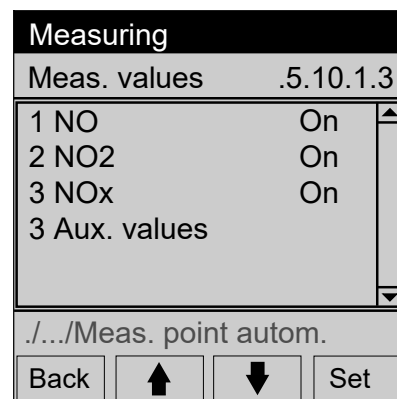 Measuring
Meas. values .5.10.1.3
1 NO On
2 NO2 On
3 NOx On
3 Aux. values
./.../Meas. point autom.
Back Set